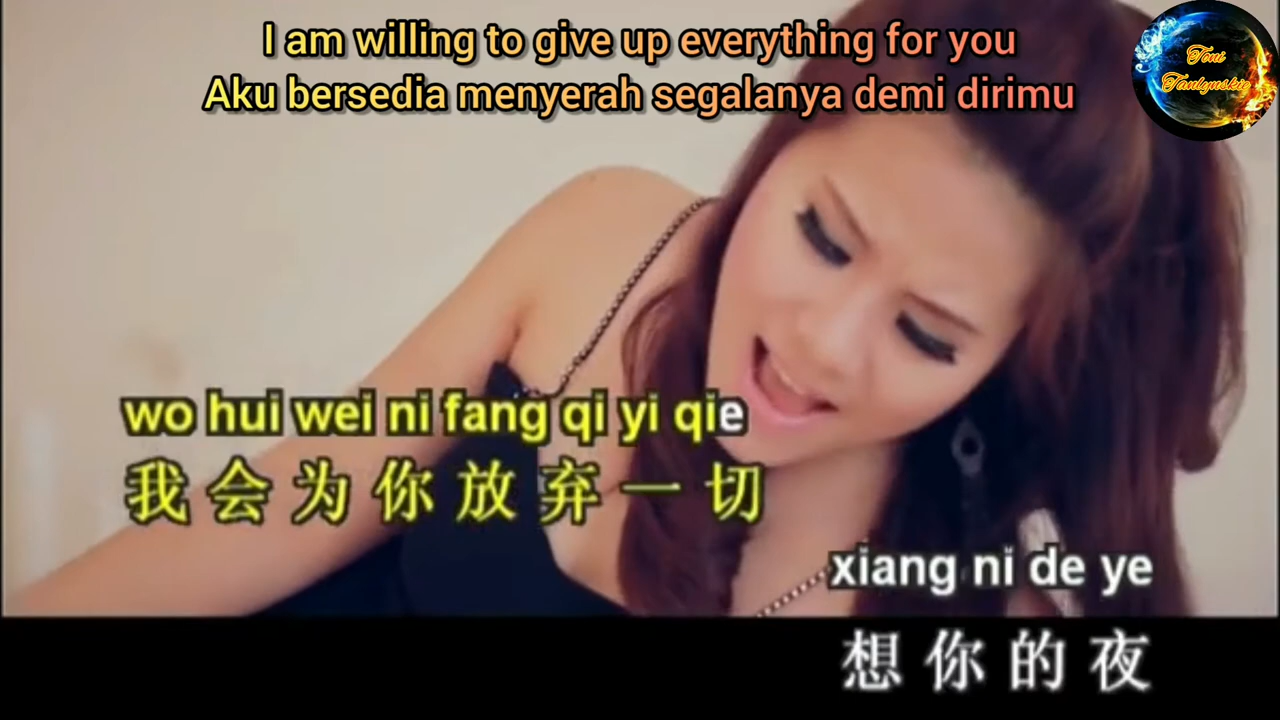 I am willing to give up everything for you
Aku bersedia menyerah segalanya demi dirimu
Toni
Tanlynskie
wo hui wei ni fang qi yi qie
我会为你放弃一切
xiang ni de ye
想你的夜